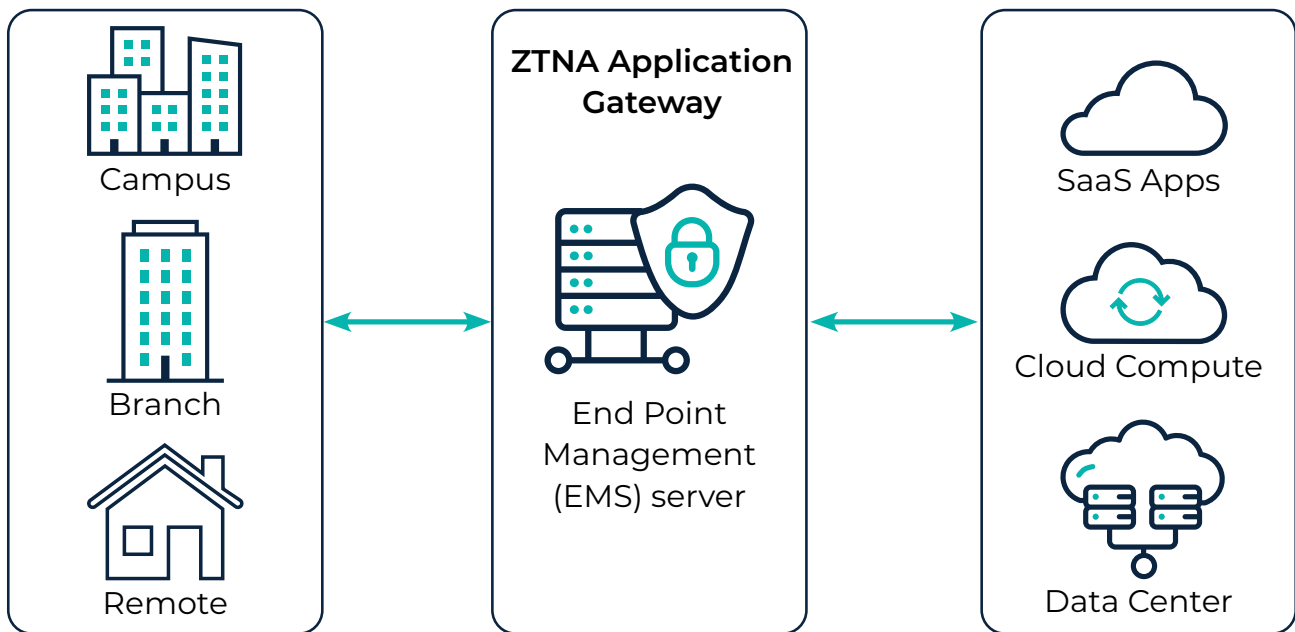 Campus
Branch
Remote
ZTNA Application
Gateway
End Point
Management
(EMS) server
SaaS Apps
Cloud Compute
Data Center